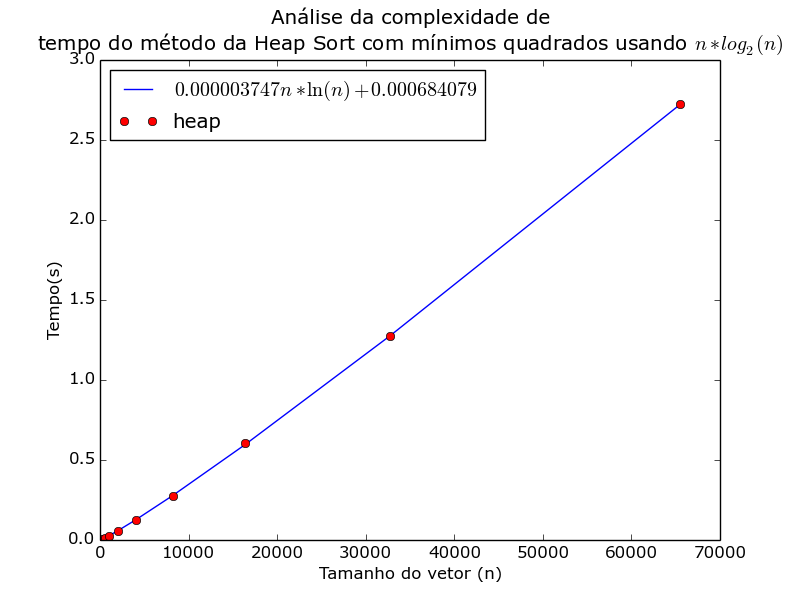 Análise da complexidade de
tempo do método da Heap Sort com mínimos quadrados usando n*log₂(n)
3.0
0.000003747n*ln(n)+0.000684079
heap
2.5
2.0
1.5
1.0
0.5
0.0
Tempo(s)
0 10000 20000 30000 40000 50000 60000 70000
Tamanho do vetor (n)